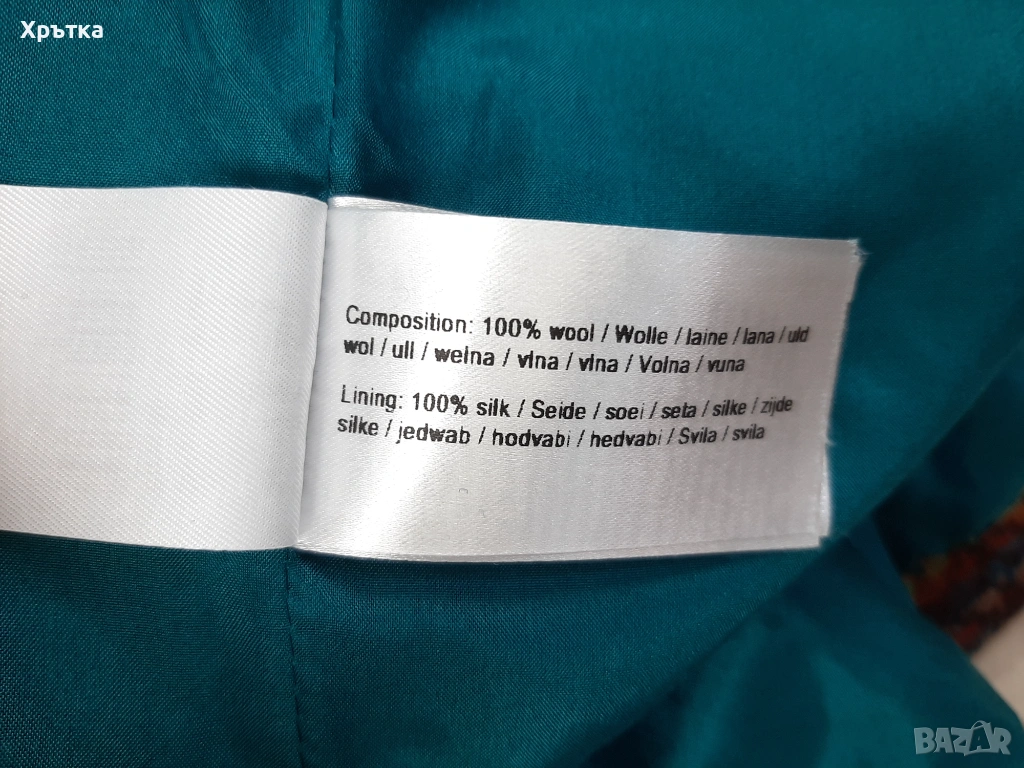 Хрътка
Composition: 100% wool / Wolle / laine / lana / uld
wol / ull / welna / vlna / vlna / Volna / vuna
Lining: 100% silk / Seide / soei / seta / silke / zijde
silke / jedwab / hodvabi / hedvabi / Svila / svila
BAZAR